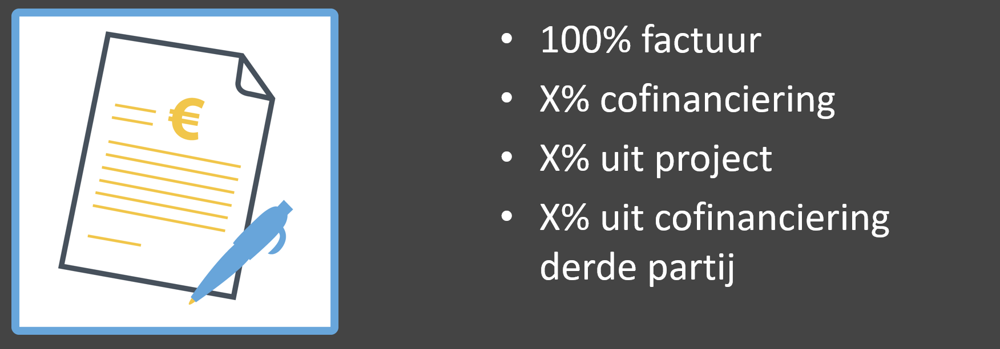 • 100% factuur
• X% cofinanciering
• X% uit project
• X% uit cofinanciering
derde partij
€